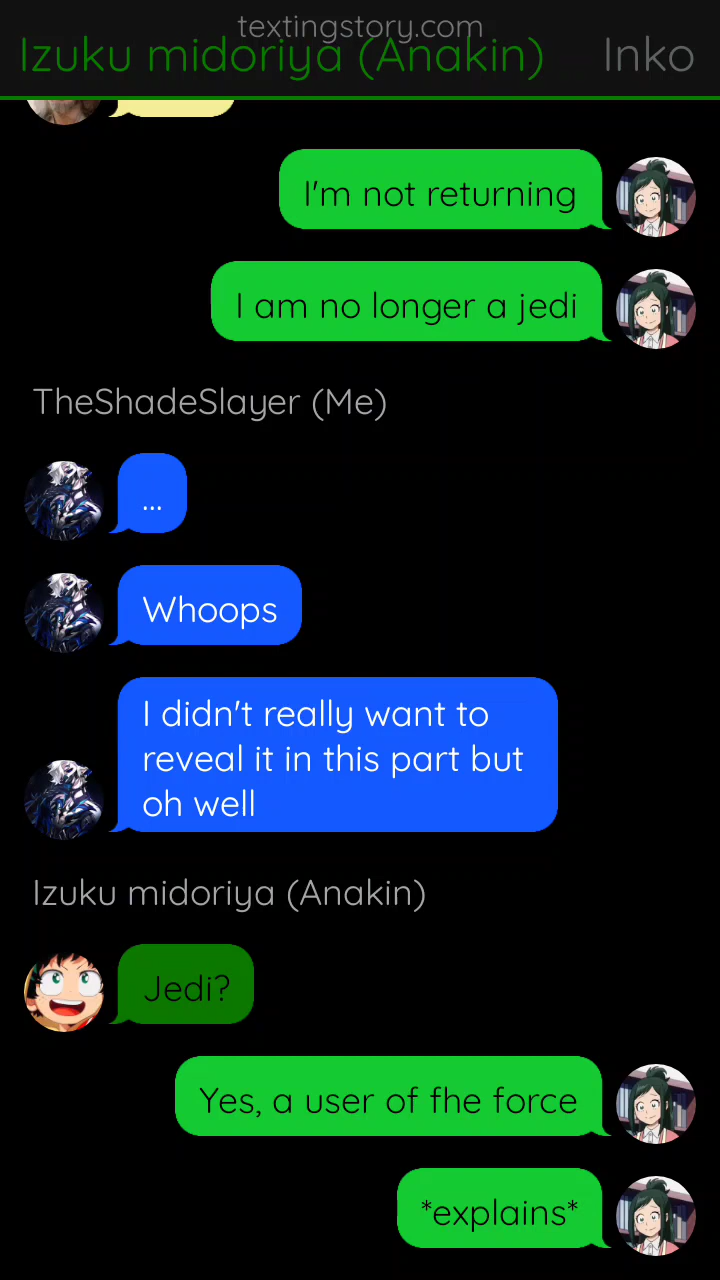 textingstory.com
Izuku midoriya (Anakin) Inko
I'm not returning
I am no longer a jedi
TheShadeSlayer (Me)
...
Whoops
I didn't really want to
reveal it in this part but
oh well
Izuku midoriya (Anakin)
Jedi?
Yes, a user of fhe force
*explains*